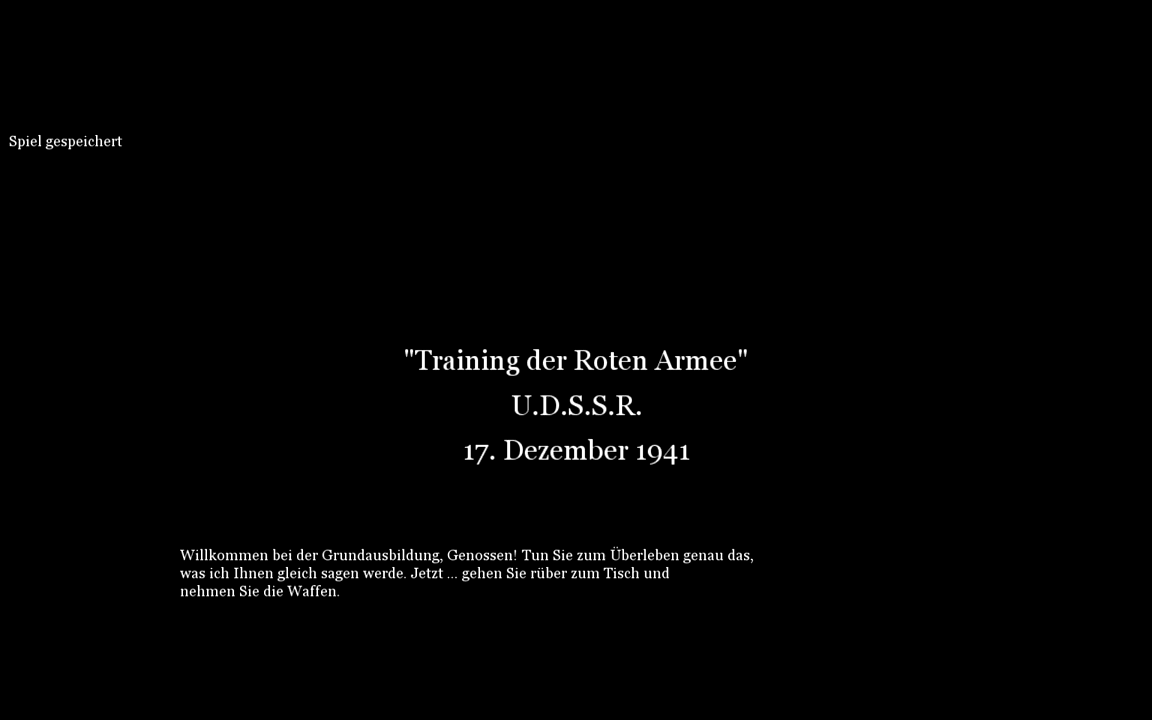 Spiel gespeichert
"Training der Roten Armee"
U.D.S.S.R.
17. Dezember 1941
Willkommen bei der Grundausbildung, Genossen! Tun Sie zum Überleben genau das,
was ich Ihnen gleich sagen werde. Jetzt ... gehen Sie rüber zum Tisch und
nehmen Sie die Waffen.